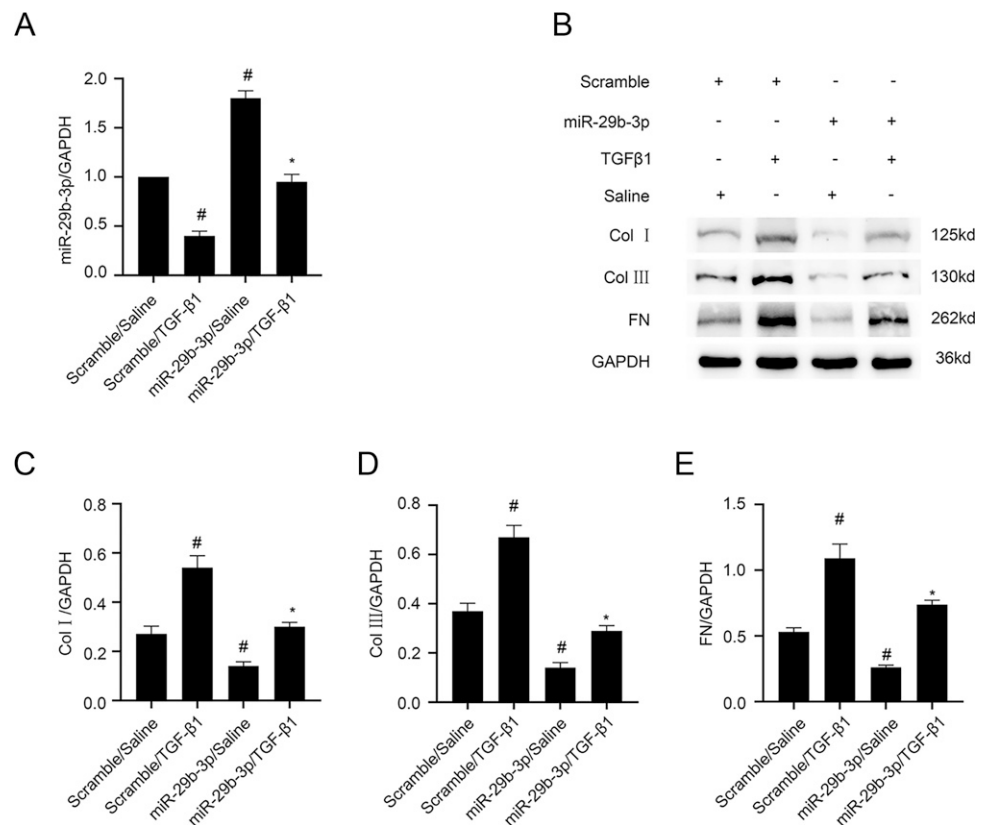 A
miR-29b-3p/GAPDH
2.0
1.5
1.0
0.5
0.0
#
#
*
Scramble/Saline
Scramble/TGF-β1
miR-29b-3p/Saline
miR-29b-3p/TGF-β1
B
Scramble + + - -
miR-29b-3p - - + +
TGFβ1 - + - +
Saline + - + -
Col Ⅰ 125kd
Col Ⅲ 130kd
FN 262kd
GAPDH 36kd
C
Col Ⅰ/GAPDH
0.8
0.6
0.4
0.2
0.0
#
#
*
Scramble/Saline
Scramble/TGF-β1
miR-29b-3p/Saline
miR-29b-3p/TGF-β1
D
Col III/GAPDH
0.8
0.6
0.4
0.2
0.0
#
#
*
Scramble/Saline
Scramble/TGF-β1
miR-29b-3p/Saline
miR-29b-3p/TGF-β1
E
FN/GAPDH
1.5
1.0
0.5
0.0
#
#
*
Scramble/Saline
Scramble/TGF-β1
miR-29b-3p/Saline
miR-29b-3p/TGF-β1